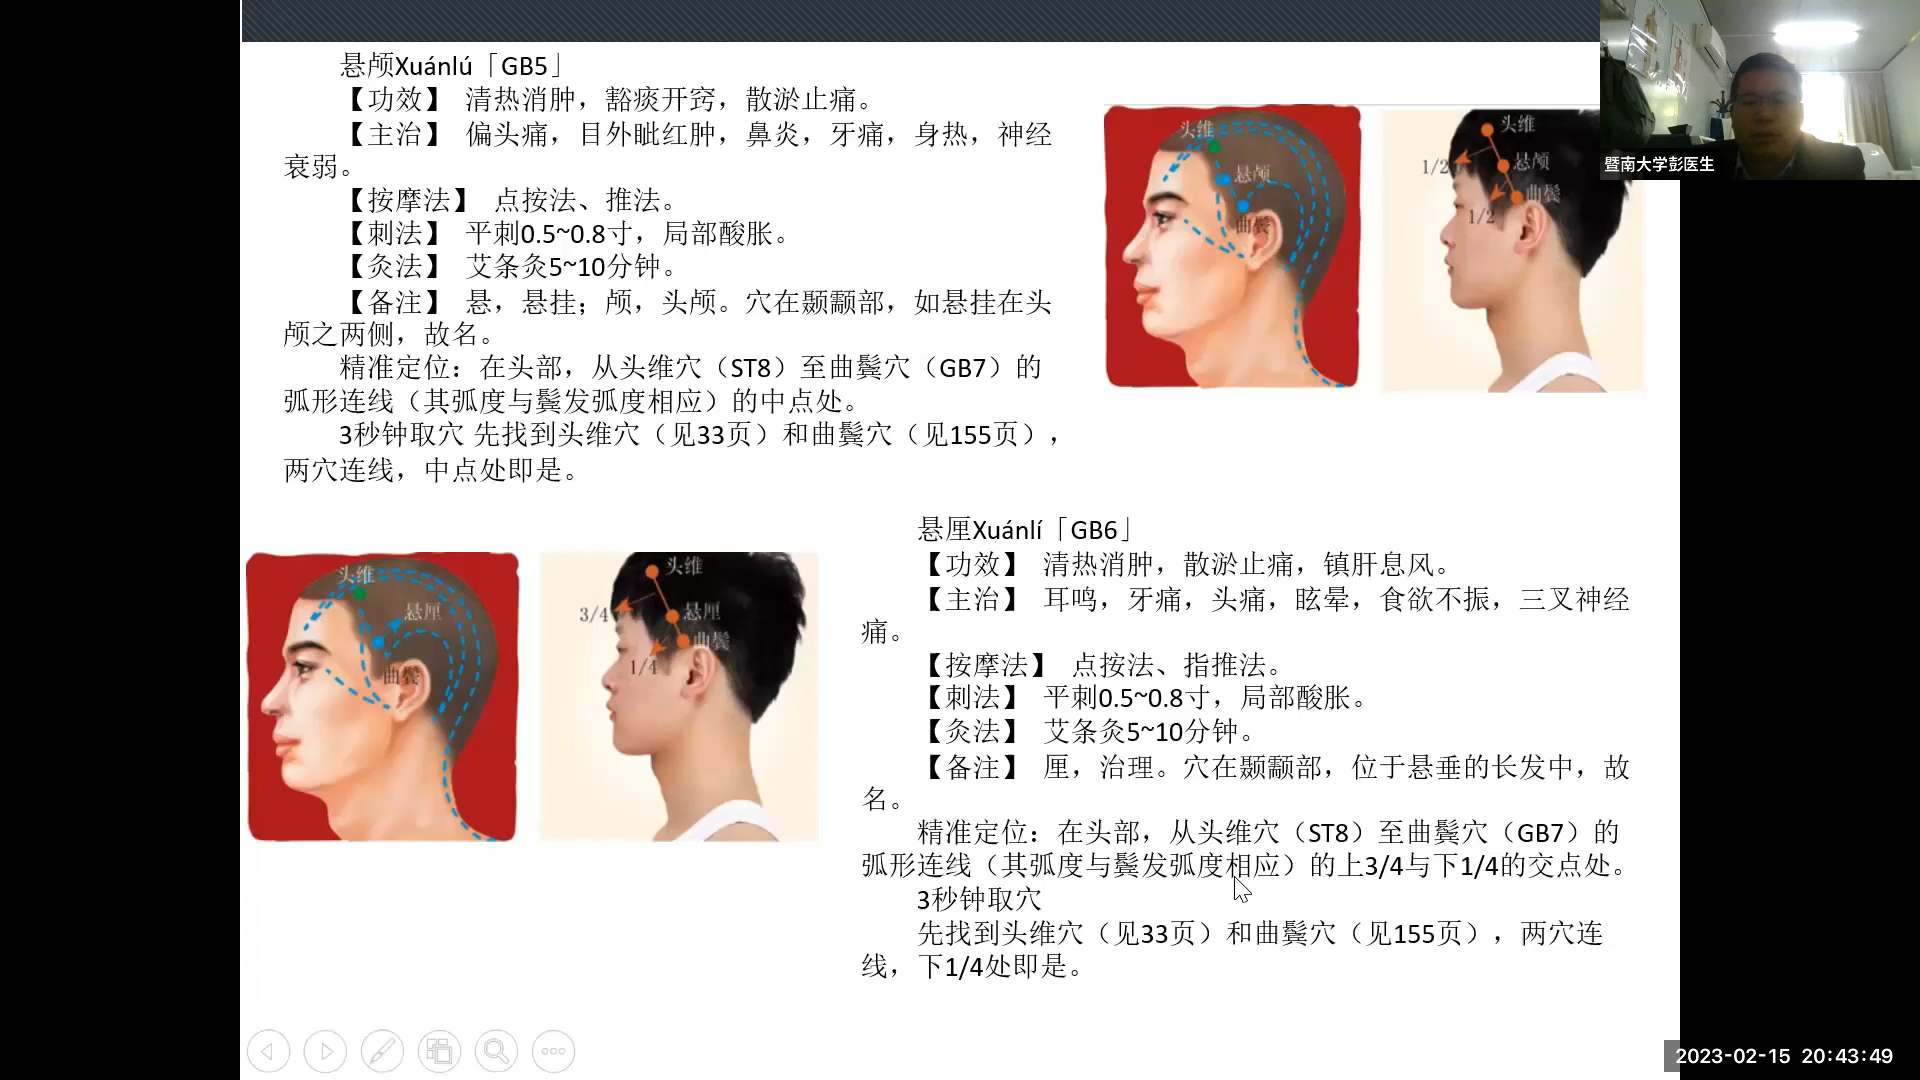 悬颅Xuánlú「GB5」
【功效】 清热消肿，豁痰开窍，散淤止痛。
【主治】 偏头痛，目外眦红肿，鼻炎，牙痛，身热，神经
衰弱。
【按摩法】 点按法、推法。
【刺法】 平刺0.5~0.8寸，局部酸胀。
【灸法】 艾条灸5~10分钟。
【备注】 悬，悬挂；颅，头颅。穴在颞颥部，如悬挂在头
颅之两侧，故名。
精准定位：在头部，从头维穴（ST8）至曲鬓穴（GB7）的
弧形连线（其弧度与鬓发弧度相应）的中点处。
3秒钟取穴 先找到头维穴（见33页）和曲鬓穴（见155页），
两穴连线，中点处即是。
头维
悬颅
曲鬓
头维
1/2
悬颅
曲鬓
1/2
暨南大学彭医生
头维
悬厘
曲鬓
头维
3/4
悬厘
曲鬓
1/4
悬厘Xuánlí「GB6」
【功效】 清热消肿，散淤止痛，镇肝息风。
【主治】 耳鸣，牙痛，头痛，眩晕，食欲不振，三叉神经
痛。
【按摩法】 点按法、指推法。
【刺法】 平刺0.5~0.8寸，局部酸胀。
【灸法】 艾条灸5~10分钟。
【备注】 厘，治理。穴在颞颥部，位于悬垂的长发中，故
名。
精准定位：在头部，从头维穴（ST8）至曲鬓穴（GB7）的
弧形连线（其弧度与鬓发弧度相应）的上3/4与下1/4的交点处。
3秒钟取穴
先找到头维穴（见33页）和曲鬓穴（见155页），两穴连
线，下1/4处即是。
2023-02-15 20:43:49